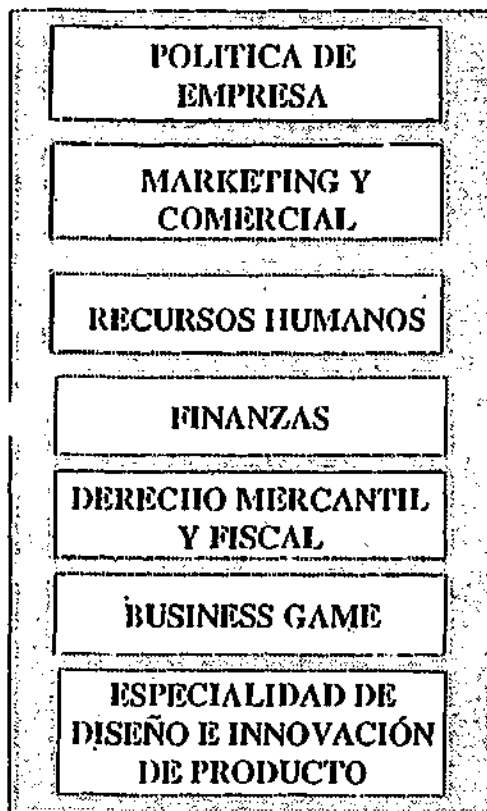 POLITICA DE
EMPRESA
MARKETING Y
COMERCIAL
RECURSOS HUMANOS
FINANZAS
DERECHO MERCANTIL
Y FISCAL
BUSINESS GAME
ESPECIALIDAD DE
DISEÑO E INNOVACIÓN
DE PRODUCTO